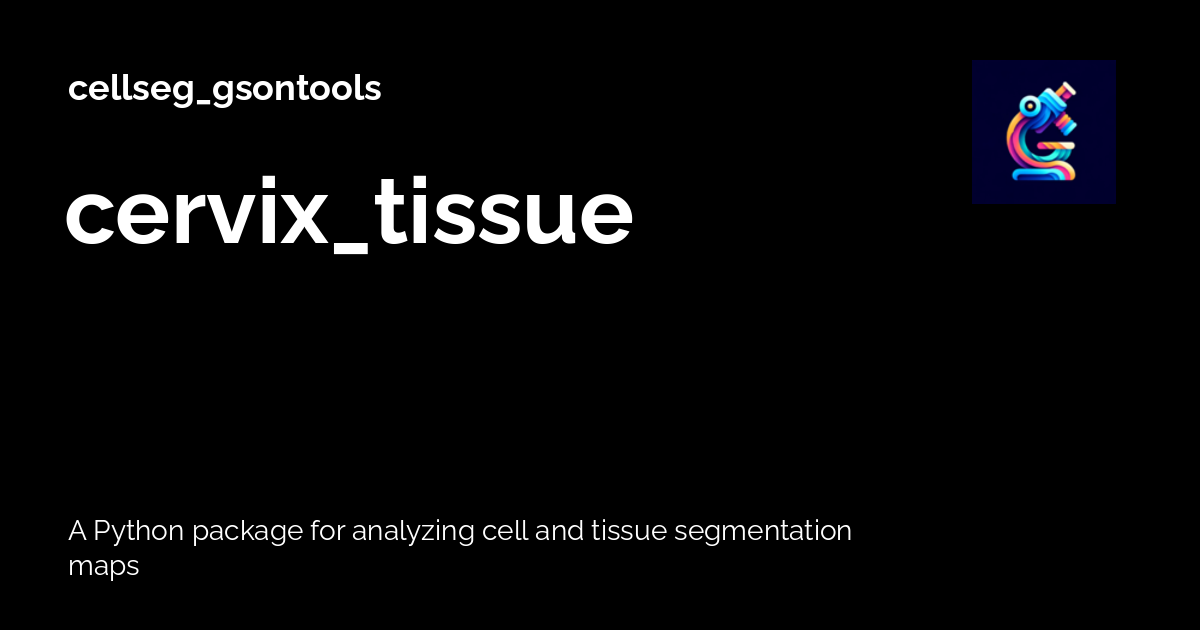 cellseg_gsontools
cervix_tissue
A Python package for analyzing cell and tissue segmentation
maps